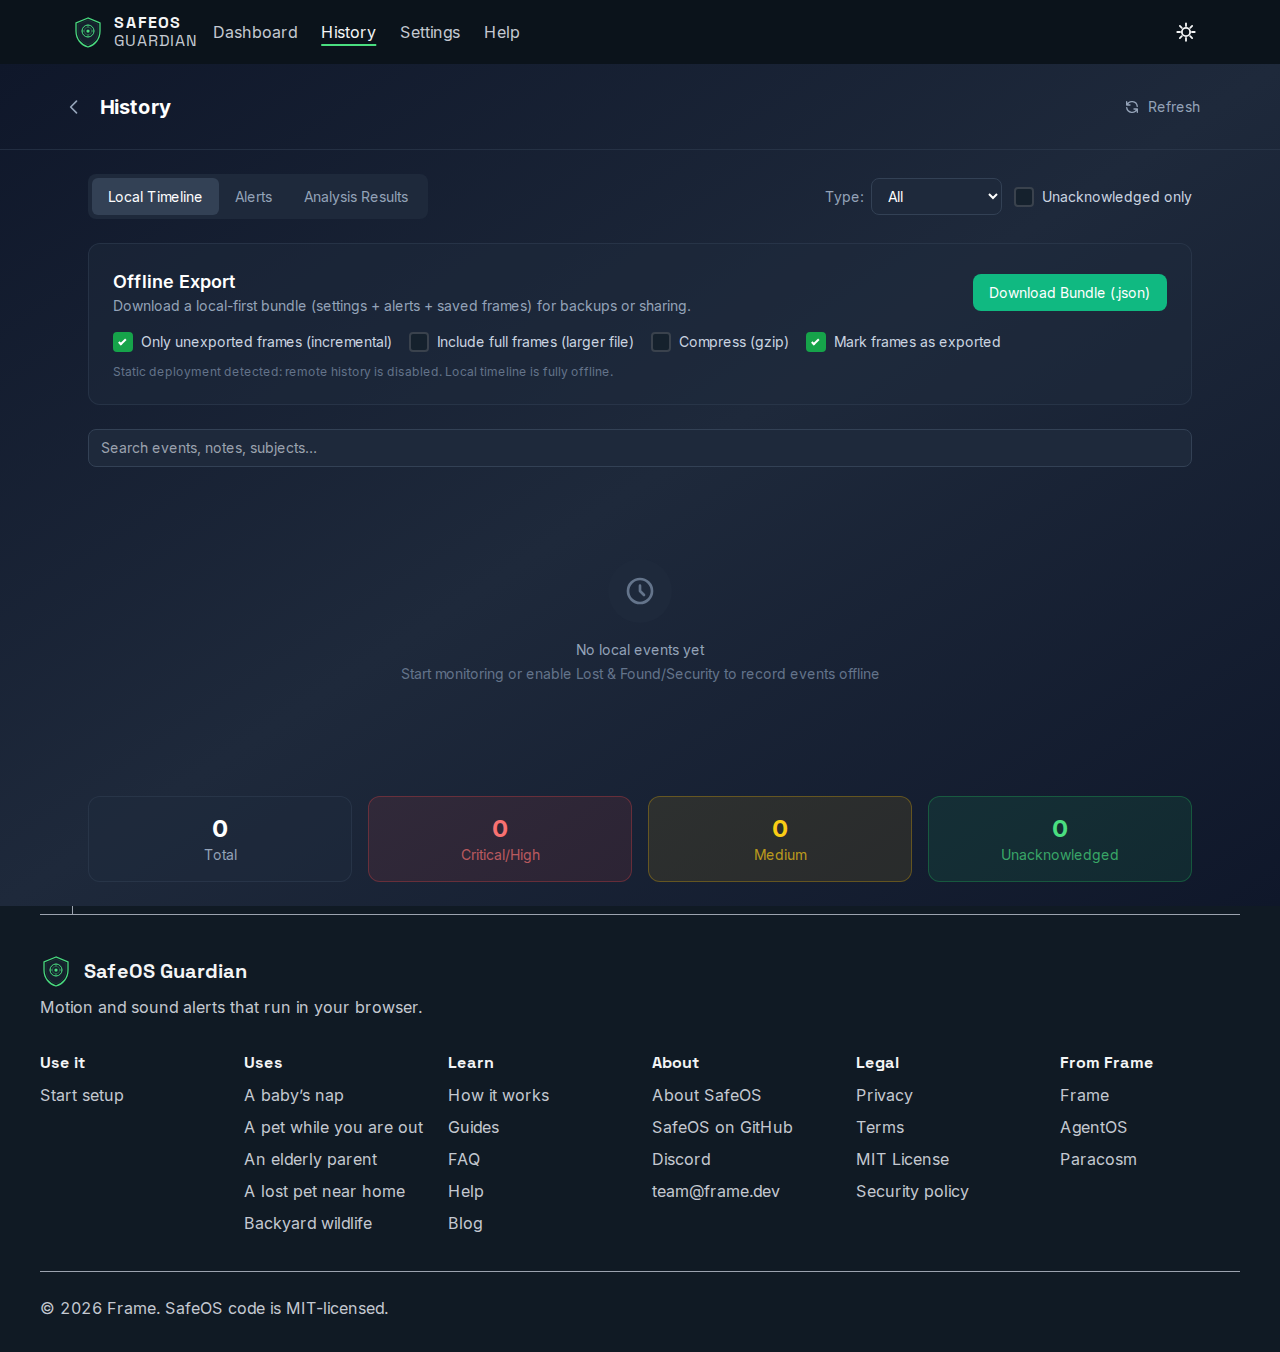 SAFEOS
GUARDIAN
Dashboard
History
Settings
Help
History
Refresh
Local Timeline
Alerts
Analysis Results
Type:
All
Unacknowledged only
Offline Export
Download a local-first bundle (settings + alerts + saved frames) for backups or sharing.
Download Bundle (.json)
Only unexported frames (incremental)
Include full frames (larger file)
Compress (gzip)
Mark frames as exported
Static deployment detected: remote history is disabled. Local timeline is fully offline.
Search events, notes, subjects...
No local events yet
Start monitoring or enable Lost & Found/Security to record events offline
0
Total
0
Critical/High
0
Medium
0
Unacknowledged
SafeOS Guardian
Motion and sound alerts that run in your browser.
Use it
Start setup
Uses
A baby’s nap
A pet while you are out
An elderly parent
A lost pet near home
Backyard wildlife
Learn
How it works
Guides
FAQ
Help
Blog
About
About SafeOS
SafeOS on GitHub
Discord
team@frame.dev
Legal
Privacy
Terms
MIT License
Security policy
From Frame
Frame
AgentOS
Paracosm
© 2026 Frame. SafeOS code is MIT-licensed.